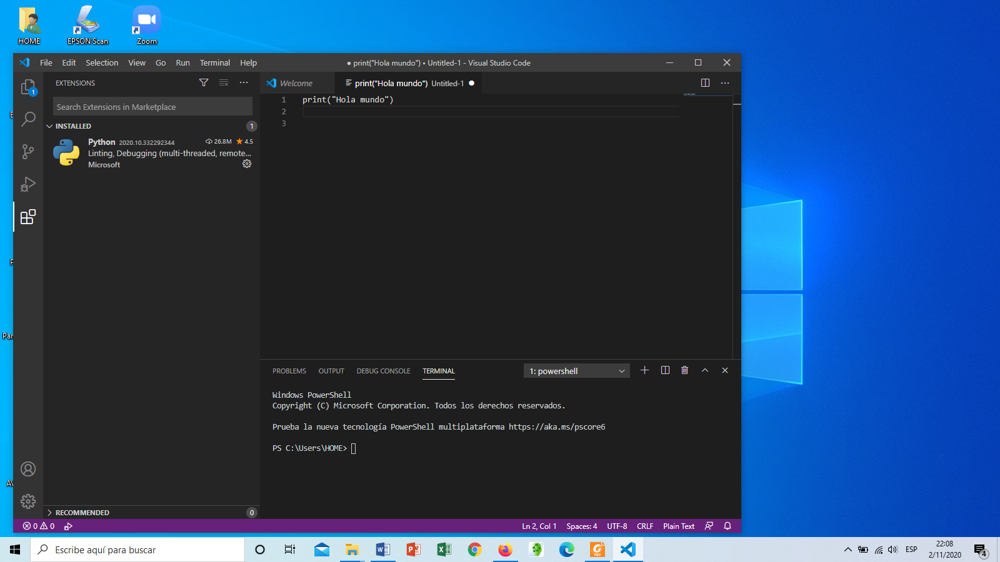 HOME
EPSON Scan
Zoom
File Edit Selection View Go Run Terminal Help
● print("Hola mundo") • Untitled-1 - Visual Studio Code
EXTENSIONS
Welcome
print("Hola mundo") Untitled-1
1
Search Extensions in Marketplace
INSTALLED 1
Python 2020.10.332292344 26.8M 4.5
Linting, Debugging (multi-threaded, remote...
Microsoft
1 print("Hola mundo")
2
3
PROBLEMS OUTPUT DEBUG CONSOLE TERMINAL
1: powershell
Windows PowerShell
Copyright (C) Microsoft Corporation. Todos los derechos reservados.
Prueba la nueva tecnología PowerShell multiplataforma https://aka.ms/pscore6
PS C:\Users\HOME>
RECOMMENDED 0
0 0
Ln 2, Col 1 Spaces: 4 UTF-8 CRLF Plain Text
Escribe aquí para buscar
ESP
22:08
2/11/2020
4